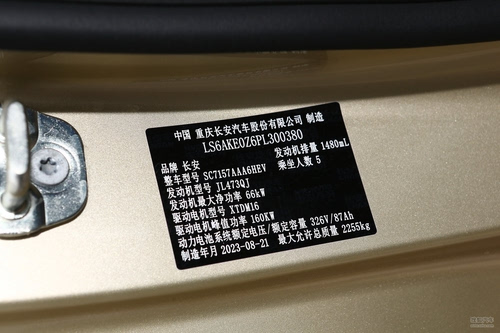 中国 重庆长安汽车股份有限公司 制造
LS6AKE0Z6PL300380
品牌 长安 发动机排量 1480mL
整车型号 SC7157AAA6HEV 乘坐人数 5
发动机型号 JL473QJ
发动机最大净功率 66kW
驱动电机型号 XTDM16
驱动电机峰值功率 160KW
动力电池系统额定电压/额定容量 326V/87Ah
制造年月 2023-08-21 最大允许总质量 2255kg